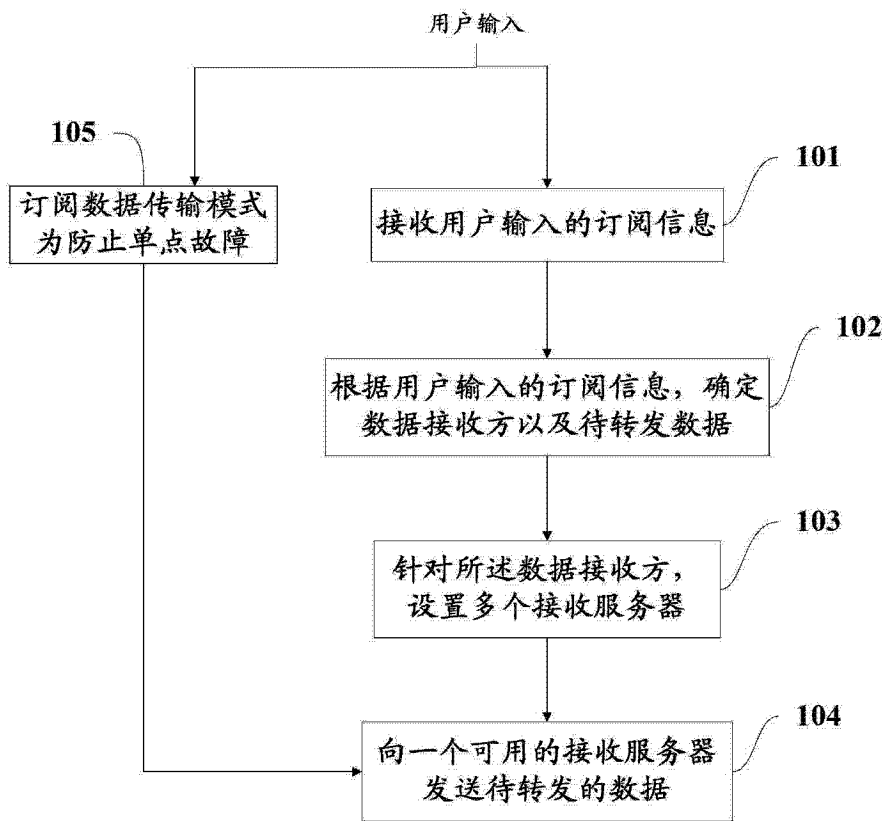 用户输入
105
订阅数据传输模式
为防止单点故障
101
接收用户输入的订阅信息
102
根据用户输入的订阅信息，确定
数据接收方以及待转发数据
103
针对所述数据接收方，
设置多个接收服务器
104
向一个可用的接收服务器
发送待转发的数据